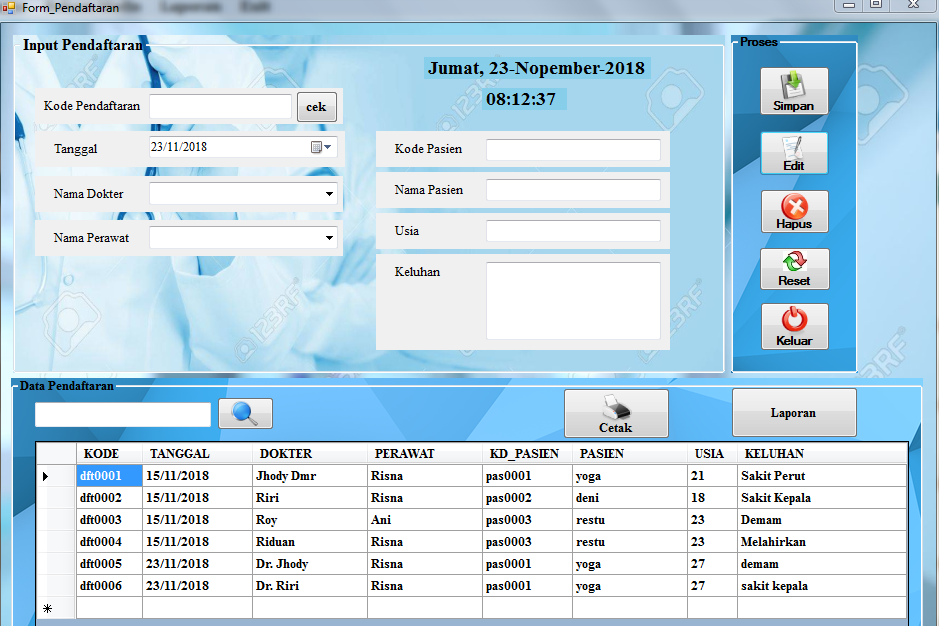 Form_Pendaftaran
Laporan
Input Pendaftaran
Jumat, 23-Nopember-2018
08:12:37
Kode Pendaftaran
cek
Tanggal
23/11/2018
Nama Dokter
Nama Perawat
Kode Pasien
Nama Pasien
Usia
Keluhan
Proses
Simpan
Edit
Hapus
Reset
Keluar
123RF
123RF
123RF
Data Pendaftaran
Cetak
Laporan
KODE TANGGAL DOKTER PERAWAT KD_PASIEN PASIEN USIA KELUHAN
dft0001 15/11/2018 Jhody Dmr Risna pas0001 yoga 21 Sakit Perut
dft0002 15/11/2018 Riri Risna pas0002 deni 18 Sakit Kepala
dft0003 15/11/2018 Roy Ani pas0003 restu 23 Demam
dft0004 15/11/2018 Riduan Risna pas0003 restu 23 Melahirkan
dft0005 23/11/2018 Dr. Jhody Risna pas0001 yoga 27 demam
dft0006 23/11/2018 Dr. Riri Risna pas0001 yoga 27 sakit kepala